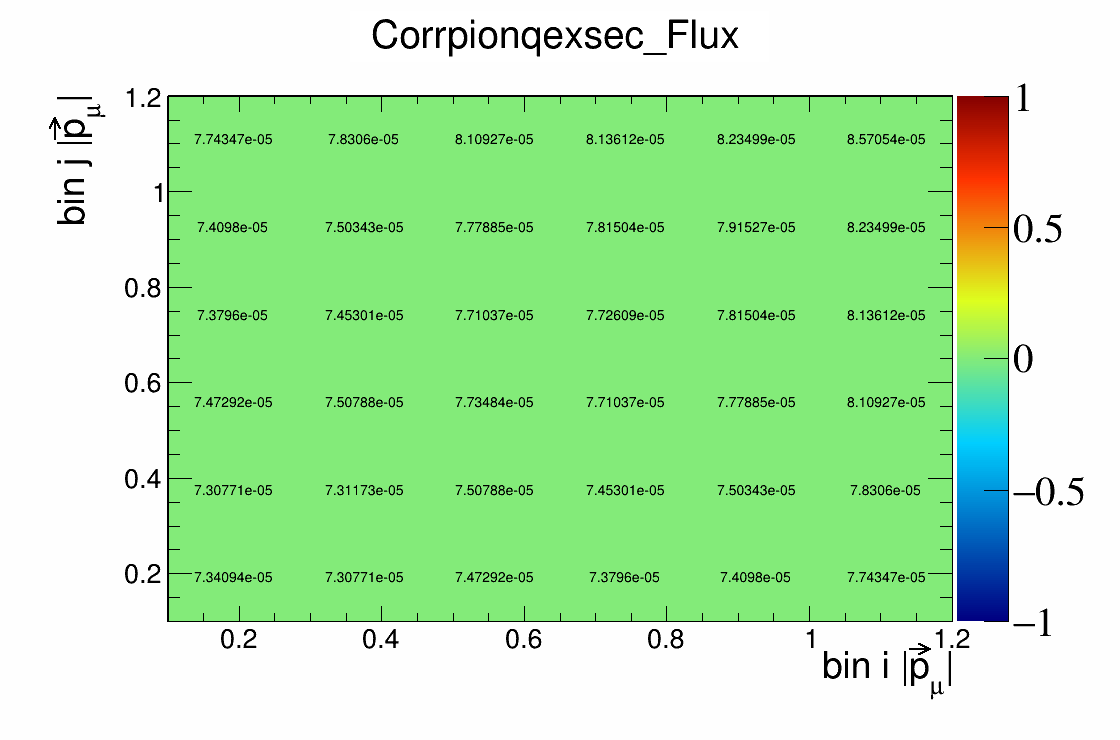 Corrpionqexsec_Flux
bin j |p⃗μ|
1.2
1
0.8
0.6
0.4
0.2
7.74347e-05 7.8306e-05 8.10927e-05 8.13612e-05 8.23499e-05 8.57054e-05
7.4098e-05 7.50343e-05 7.77885e-05 7.81504e-05 7.91527e-05 8.23499e-05
7.3796e-05 7.45301e-05 7.71037e-05 7.72609e-05 7.81504e-05 8.13612e-05
7.47292e-05 7.50788e-05 7.73484e-05 7.71037e-05 7.77885e-05 8.10927e-05
7.30771e-05 7.31173e-05 7.50788e-05 7.45301e-05 7.50343e-05 7.8306e-05
7.34094e-05 7.30771e-05 7.47292e-05 7.3796e-05 7.4098e-05 7.74347e-05
1
0.5
0
−0.5
−1
0.2 0.4 0.6 0.8 1 1.2
bin i |p⃗μ|